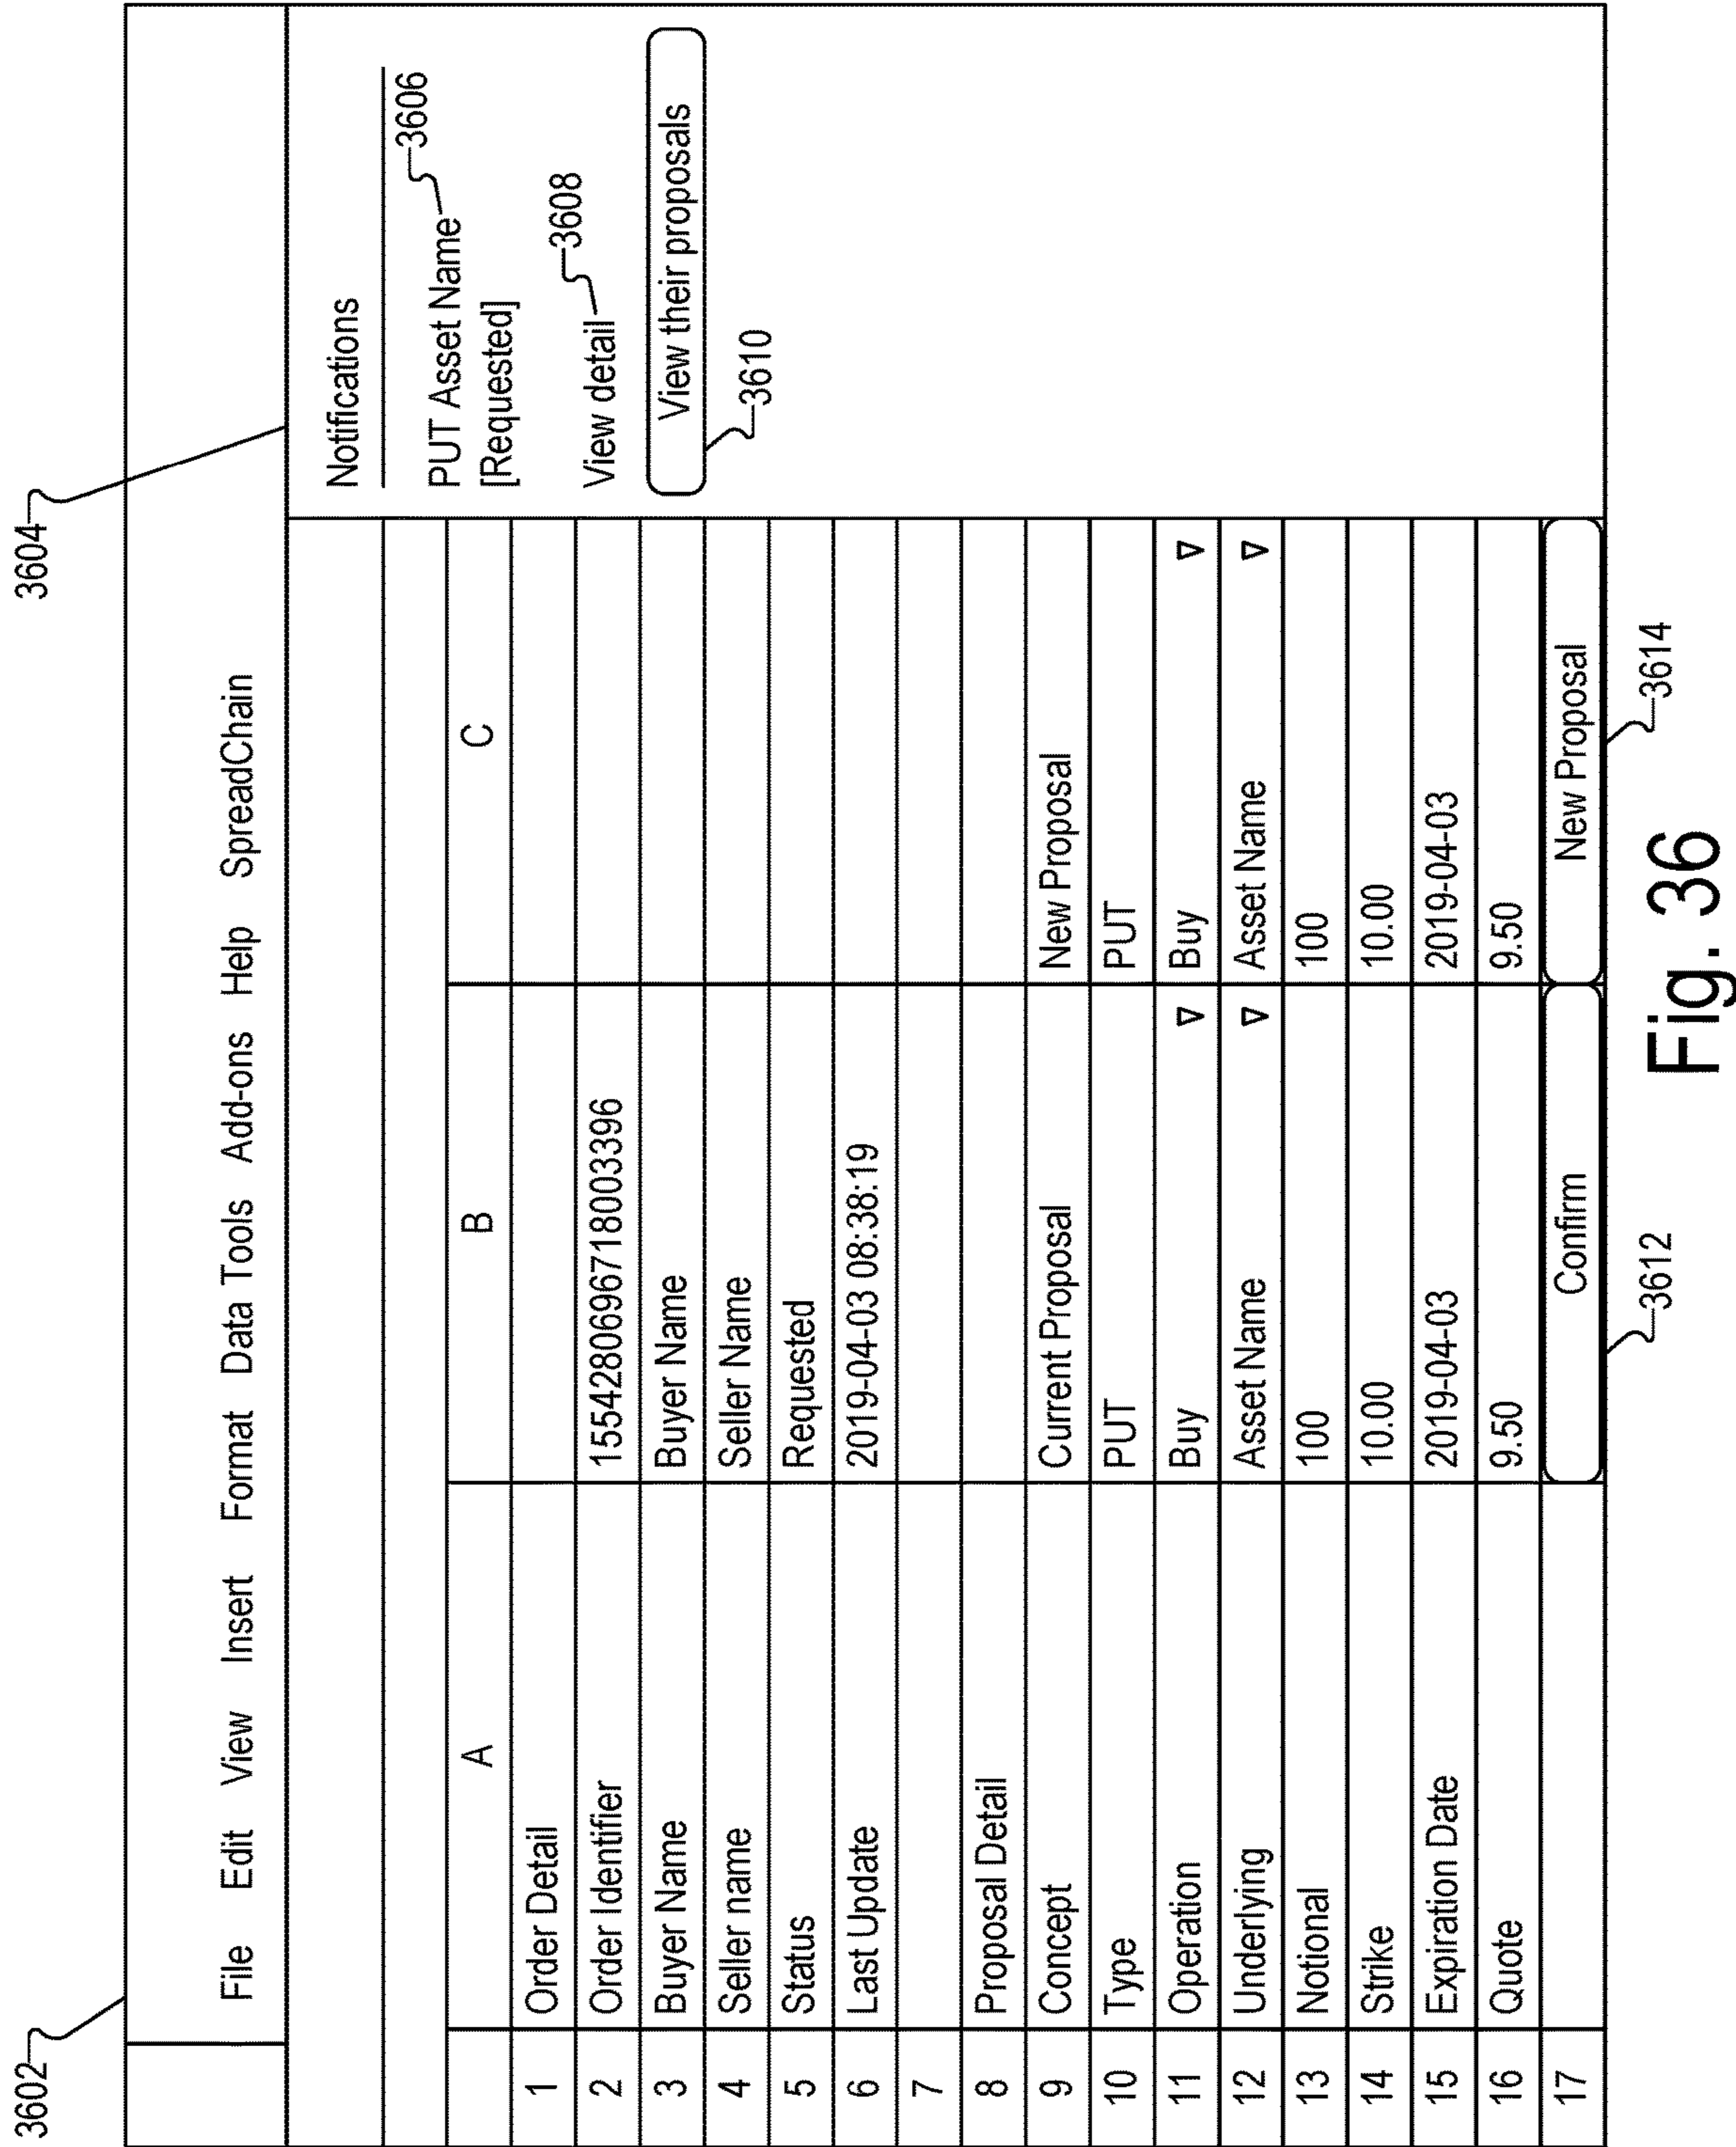 3602
3604
File Edit View Insert Format Data Tools Add-ons Help SpreadChain
Notifications
PUT Asset Name 3606
[Requested]
View detail 3608
View their proposals
3610
A B C
1 Order Detail
2 Order Identifier 1554280696718003396
3 Buyer Name Buyer Name
4 Seller name Seller Name
5 Status Requested
6 Last Update 2019-04-03 08:38:19
7
8 Proposal Detail
9 Concept Current Proposal New Proposal
10 Type PUT PUT
11 Operation Buy Buy
12 Underlying Asset Name Asset Name
13 Notional 100 100
14 Strike 10.00 10.00
15 Expiration Date 2019-04-03 2019-04-03
16 Quote 9.50 9.50
17 Confirm New Proposal
3612 3614
Fig. 36